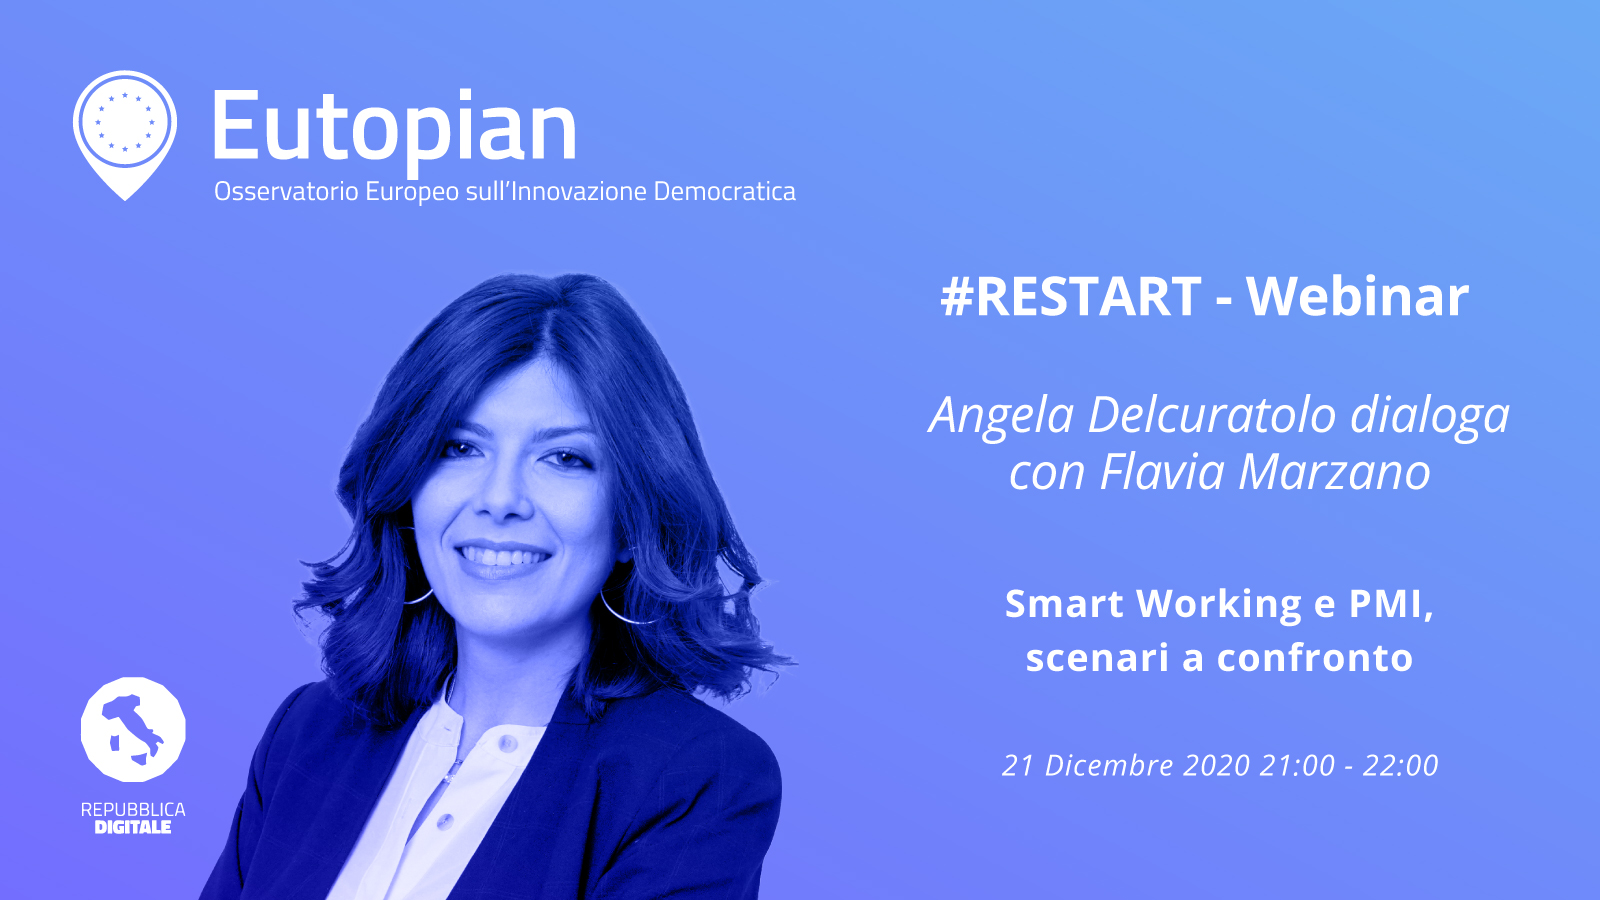 Eutopian
Osservatorio Europeo sull'Innovazione Democratica
#RESTART - Webinar
Angela Delcuratolo dialoga
con Flavia Marzano
Smart Working e PMI,
scenari a confronto
21 Dicembre 2020 21:00 - 22:00
REPUBBLICA
DIGITALE